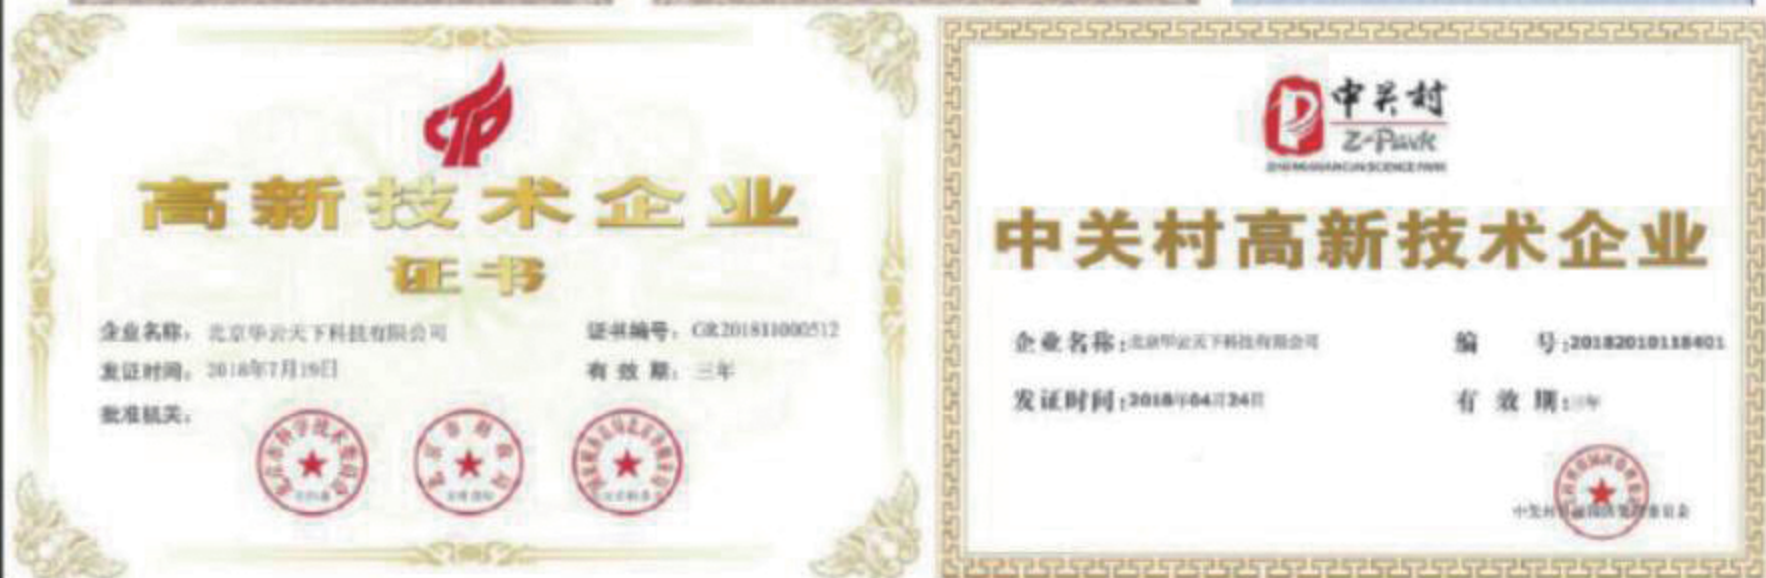 高新技术企业
证书
企业名称： 北京华云天下科技有限公司
证书编号： GR201811000512
发证时间： 2018年7月19日
有 效 期： 三年
批准机关：
中关村
Z-Park
ZHONGGUANCUN SCIENCE PARK
中关村高新技术企业
企业名称：北京华云天下科技有限公司
编 号：20182010118401
发证时间：2018年04月24日
有 效 期：三年